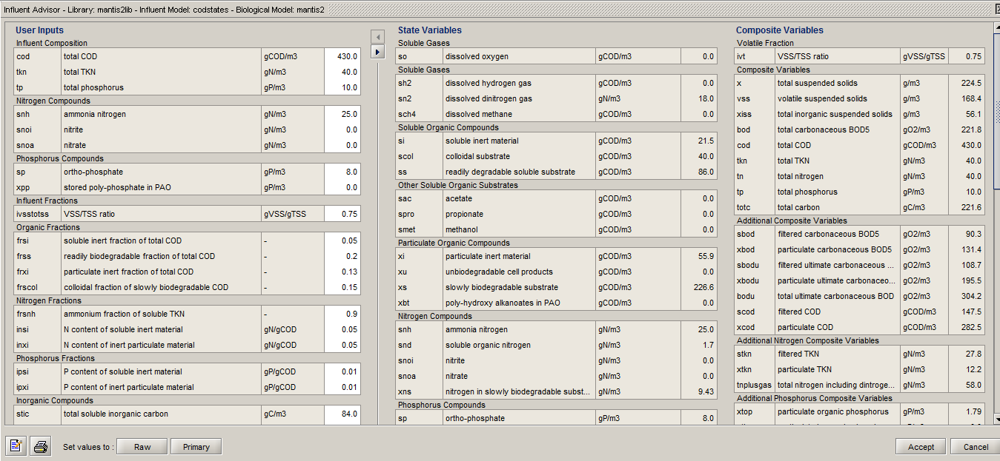 Influent Advisor - Library: mantis2lib - Influent Model: codstates - Biological Model: mantis2
User Inputs
Influent Composition
cod total COD gCOD/m3 430.0
tkn total TKN gN/m3 40.0
tp total phosphorus gP/m3 10.0
Nitrogen Compounds
snh ammonia nitrogen gN/m3 25.0
snoi nitrite gN/m3 0.0
snoa nitrate gN/m3 0.0
Phosphorus Compounds
sp ortho-phosphate gP/m3 8.0
xpp stored poly-phosphate in PAO gP/m3 0.0
Influent Fractions
ivsstotss VSS/TSS ratio gVSS/gTSS 0.75
Organic Fractions
frsi soluble inert fraction of total COD - 0.05
frss readily biodegradable fraction of total COD - 0.2
frxi particulate inert fraction of total COD - 0.13
frscol colloidal fraction of slowly biodegradable COD - 0.15
Nitrogen Fractions
frsnh ammonium fraction of soluble TKN - 0.9
insi N content of soluble inert material gN/gCOD 0.05
inxi N content of inert particulate material gN/gCOD 0.05
Phosphorus Fractions
ipsi P content of soluble inert material gP/gCOD 0.01
ipxi P content of inert particulate material gP/gCOD 0.01
Inorganic Compounds
stic total soluble inorganic carbon gC/m3 84.0
State Variables
Soluble Gases
so dissolved oxygen gCOD/m3 0.0
Soluble Gases
sh2 dissolved hydrogen gas gCOD/m3 0.0
sn2 dissolved dinitrogen gas gN/m3 18.0
sch4 dissolved methane gCOD/m3 0.0
Soluble Organic Compounds
si soluble inert material gCOD/m3 21.5
scol colloidal substrate gCOD/m3 40.0
ss readily degradable soluble substrate gCOD/m3 86.0
Other Soluble Organic Substrates
sac acetate gCOD/m3 0.0
spro propionate gCOD/m3 0.0
smet methanol gCOD/m3 0.0
Particulate Organic Compounds
xi particulate inert material gCOD/m3 55.9
xu unbiodegradable cell products gCOD/m3 0.0
xs slowly biodegradable substrate gCOD/m3 226.6
xbt poly-hydroxy alkanoates in PAO gCOD/m3 0.0
Nitrogen Compounds
snh ammonia nitrogen gN/m3 25.0
snd soluble organic nitrogen gN/m3 1.7
snoi nitrite gN/m3 0.0
snoa nitrate gN/m3 0.0
xns nitrogen in slowly biodegradable subst... gN/m3 9.43
Phosphorus Compounds
sp ortho-phosphate gP/m3 8.0
Composite Variables
Volatile Fraction
ivt VSS/TSS ratio gVSS/gTSS 0.75
Composite Variables
x total suspended solids g/m3 224.5
vss volatile suspended solids g/m3 168.4
xiss total inorganic suspended solids g/m3 56.1
bod total carbonaceous BOD5 gO2/m3 221.8
cod total COD gCOD/m3 430.0
tkn total TKN gN/m3 40.0
tn total nitrogen gN/m3 40.0
tp total phosphorus gP/m3 10.0
totc total carbon gC/m3 221.6
Additional Composite Variables
sbod filtered carbonaceous BOD5 gO2/m3 90.3
xbod particulate carbonaceous BOD5 gO2/m3 131.4
sbodu filtered ultimate carbonaceous ... gO2/m3 108.7
xbodu particulate ultimate carbonaceo... gO2/m3 195.5
bodu total ultimate carbonaceous BOD gO2/m3 304.2
scod filtered COD gCOD/m3 147.5
xcod particulate COD gCOD/m3 282.5
Additional Nitrogen Composite Variables
stkn filtered TKN gN/m3 27.8
xtkn particulate TKN gN/m3 12.2
tnplusgas total nitrogen including dintroge... gN/m3 58.0
Additional Phosphorus Composite Variables
xtop particulate organic phosphorus gP/m3 1.79
Set values to : Raw Primary Accept Cancel